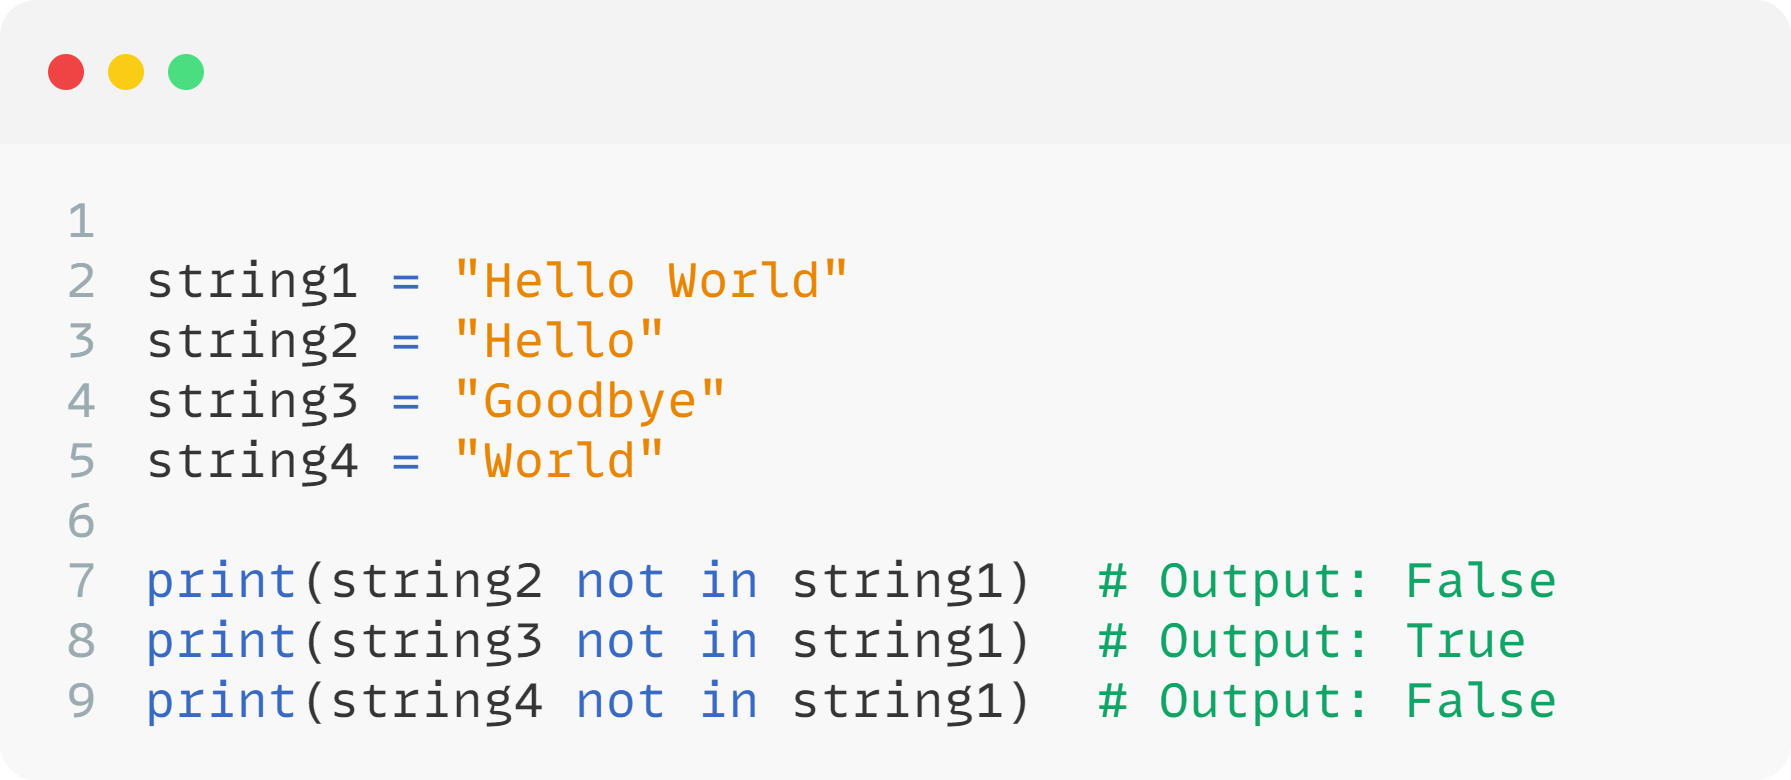 1
2 string1 = "Hello World"
3 string2 = "Hello"
4 string3 = "Goodbye"
5 string4 = "World"
6
7 print(string2 not in string1)  # Output: False
8 print(string3 not in string1)  # Output: True
9 print(string4 not in string1)  # Output: False